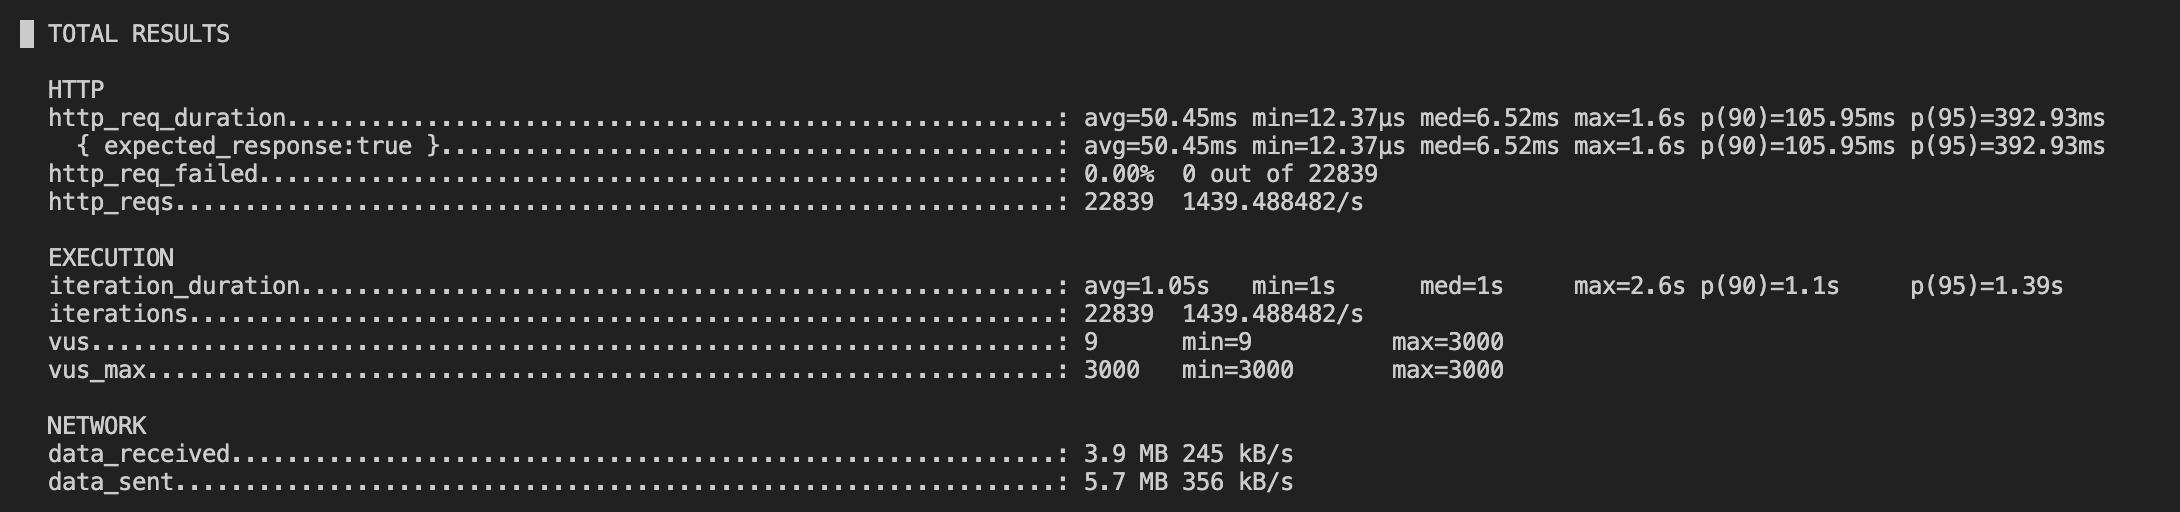 TOTAL RESULTS
HTTP
http_req_duration.......................................................: avg=50.45ms min=12.37µs med=6.52ms max=1.6s p(90)=105.95ms p(95)=392.93ms
{ expected_response:true }............................................: avg=50.45ms min=12.37µs med=6.52ms max=1.6s p(90)=105.95ms p(95)=392.93ms
http_req_failed.........................................................: 0.00% 0 out of 22839
http_reqs...............................................................: 22839 1439.488482/s
EXECUTION
iteration_duration......................................................: avg=1.05s min=1s med=1s max=2.6s p(90)=1.1s p(95)=1.39s
iterations..............................................................: 22839 1439.488482/s
vus.....................................................................: 9 min=9 max=3000
vus_max.................................................................: 3000 min=3000 max=3000
NETWORK
data_received...........................................................: 3.9 MB 245 kB/s
data_sent...............................................................: 5.7 MB 356 kB/s